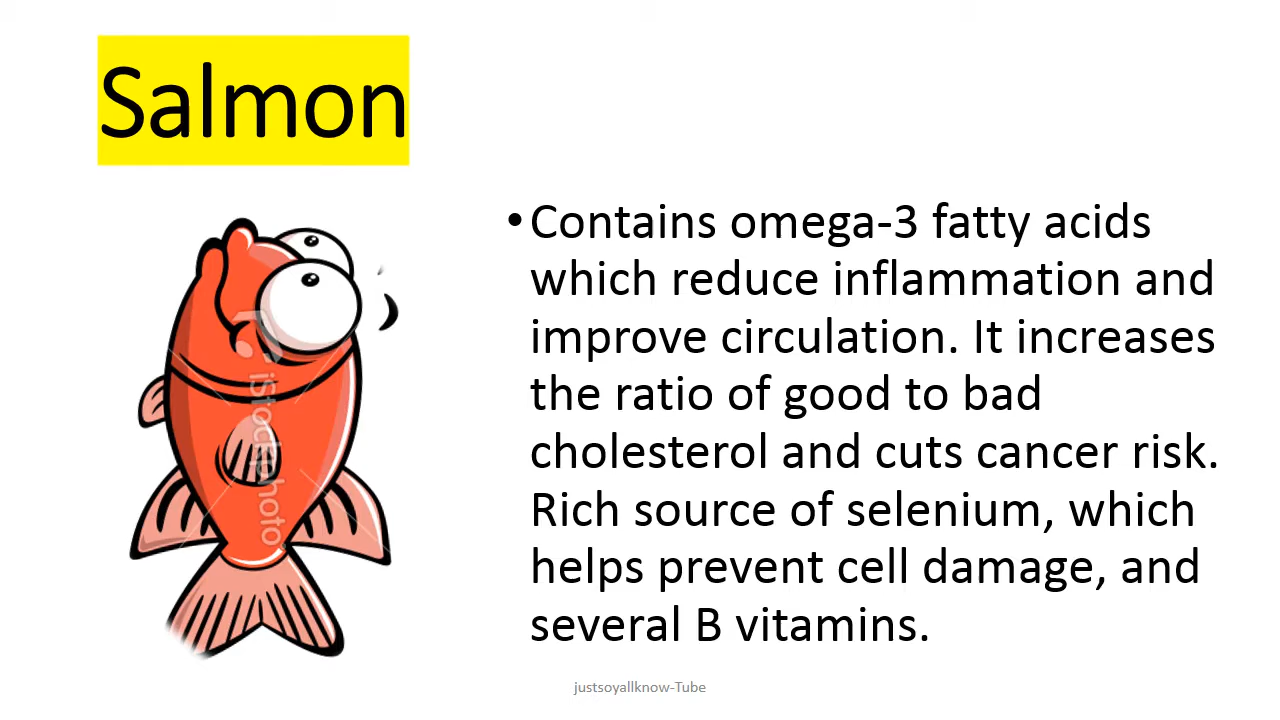 Salmon
• Contains omega-3 fatty acids
which reduce inflammation and
improve circulation. It increases
the ratio of good to bad
cholesterol and cuts cancer risk.
Rich source of selenium, which
helps prevent cell damage, and
several B vitamins.
iStockphoto
justsoyallknow-Tube